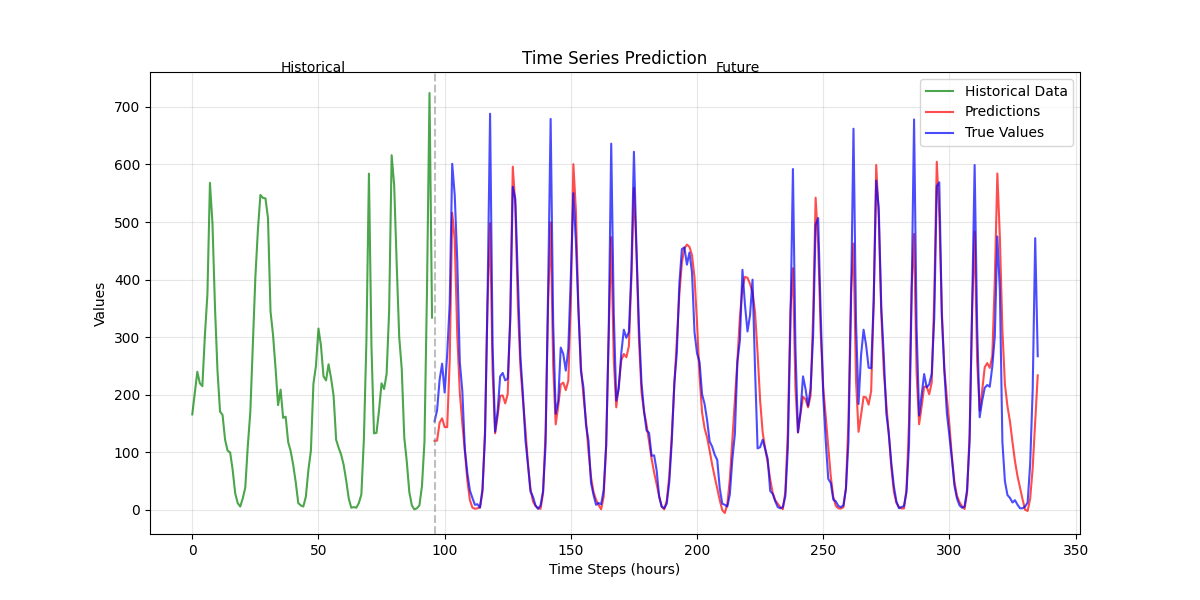 Time Series Prediction
Historical
Future
Historical Data
Predictions
True Values
Values
700
600
500
400
300
200
100
0
0
50
100
150
200
250
300
350
Time Steps (hours)